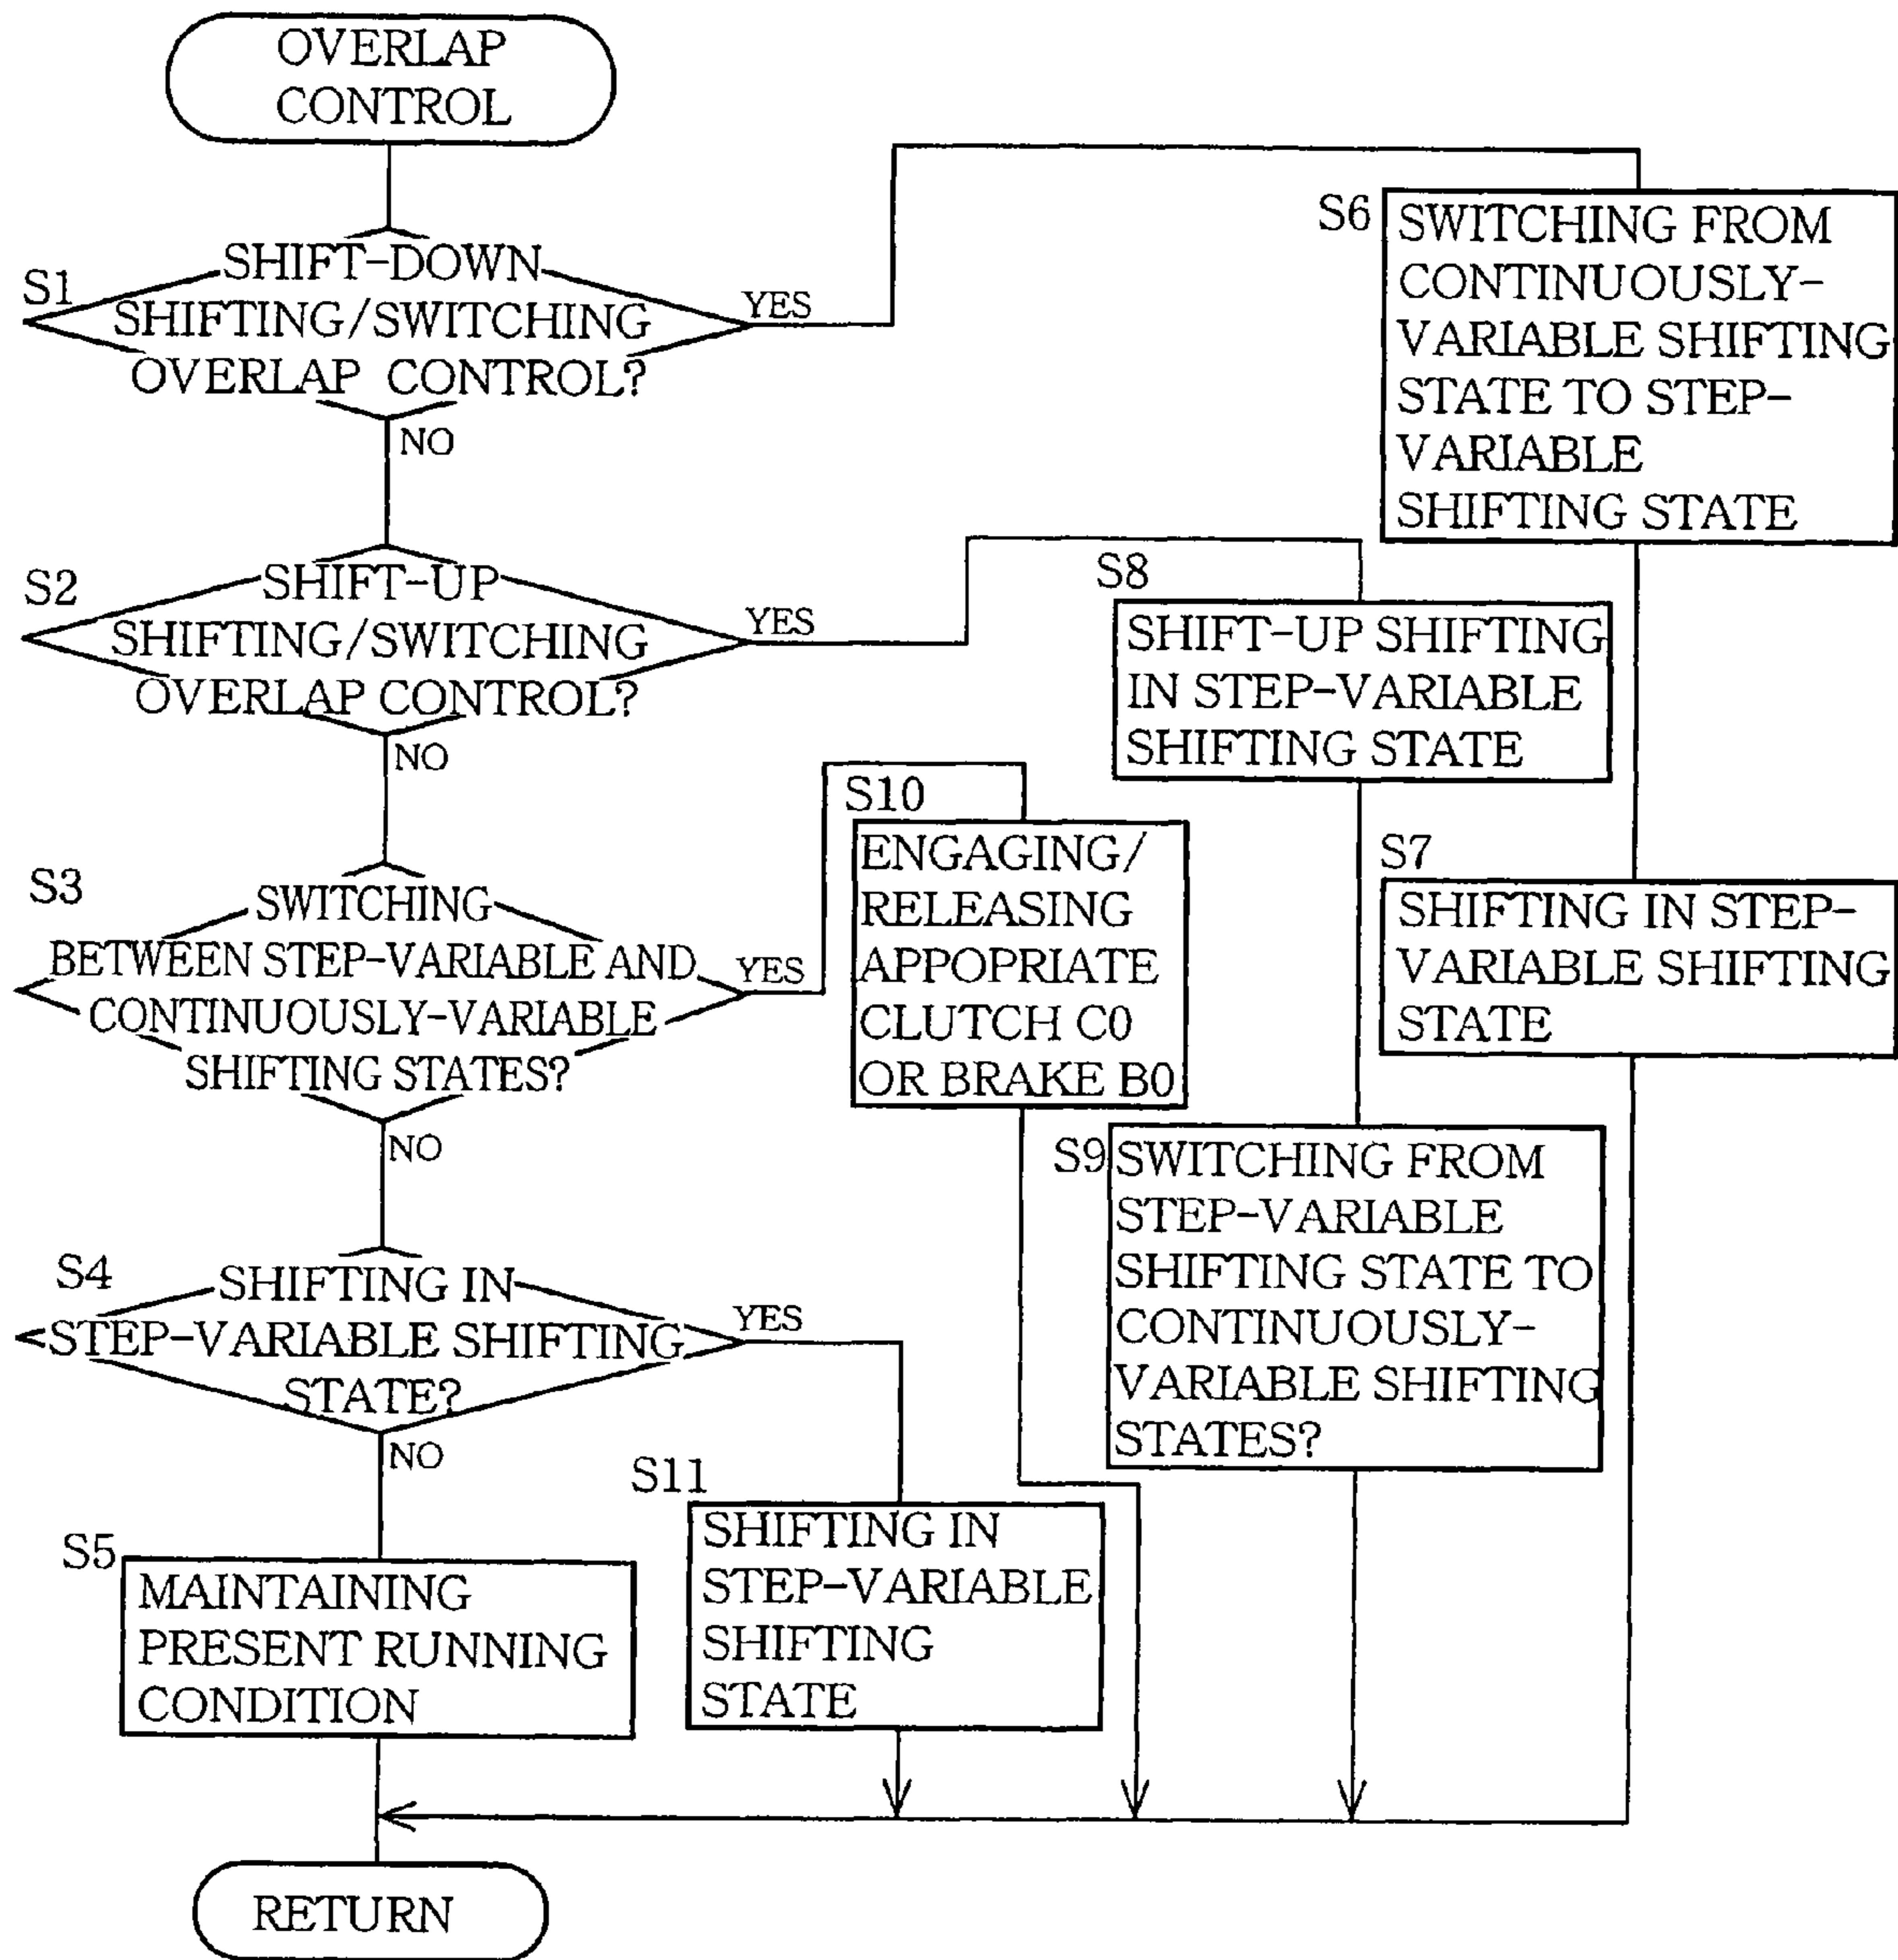 OVERLAP
CONTROL
S1
SHIFT-DOWN
SHIFTING/SWITCHING
OVERLAP CONTROL?
YES
NO
S6
SWITCHING FROM
CONTINUOUSLY-
VARIABLE SHIFTING
STATE TO STEP-
VARIABLE
SHIFTING STATE
S2
SHIFT-UP
SHIFTING/SWITCHING
OVERLAP CONTROL?
YES
NO
S8
SHIFT-UP SHIFTING
IN STEP-VARIABLE
SHIFTING STATE
S3
SWITCHING
BETWEEN STEP-VARIABLE AND
CONTINUOUSLY-VARIABLE
SHIFTING STATES?
YES
NO
S10
ENGAGING/
RELEASING
APPOPRIATE
CLUTCH C0
OR BRAKE B0
S7
SHIFTING IN STEP-
VARIABLE SHIFTING
STATE
S9
SWITCHING FROM
STEP-VARIABLE
SHIFTING STATE TO
CONTINUOUSLY-
VARIABLE SHIFTING
STATES?
S4
SHIFTING IN
STEP-VARIABLE SHIFTING
STATE?
YES
NO
S11
SHIFTING IN
STEP-VARIABLE
SHIFTING
STATE
S5
MAINTAINING
PRESENT RUNNING
CONDITION
RETURN